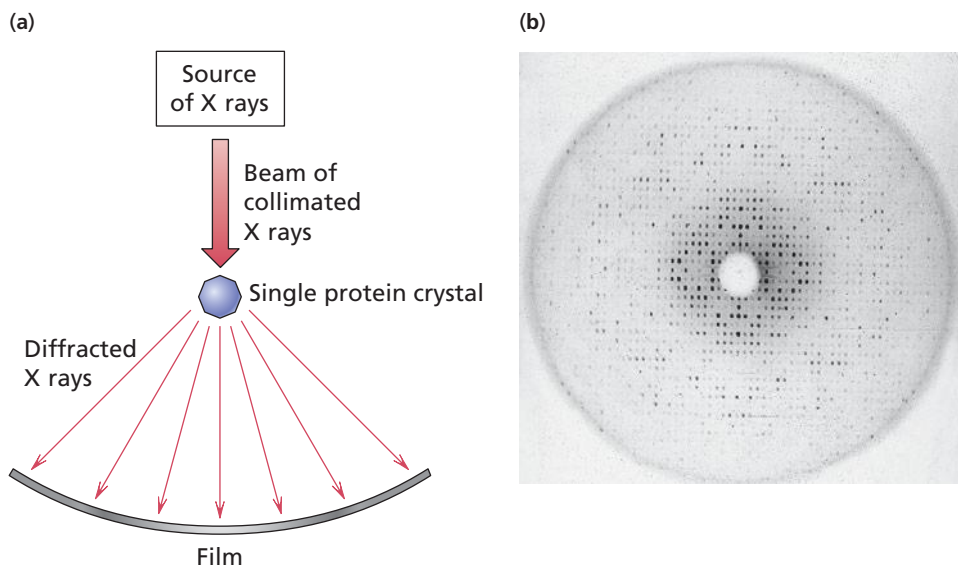 (a)
Source
of X rays
Beam of
collimated
X rays
Single protein crystal
Diffracted
X rays
Film
(b)